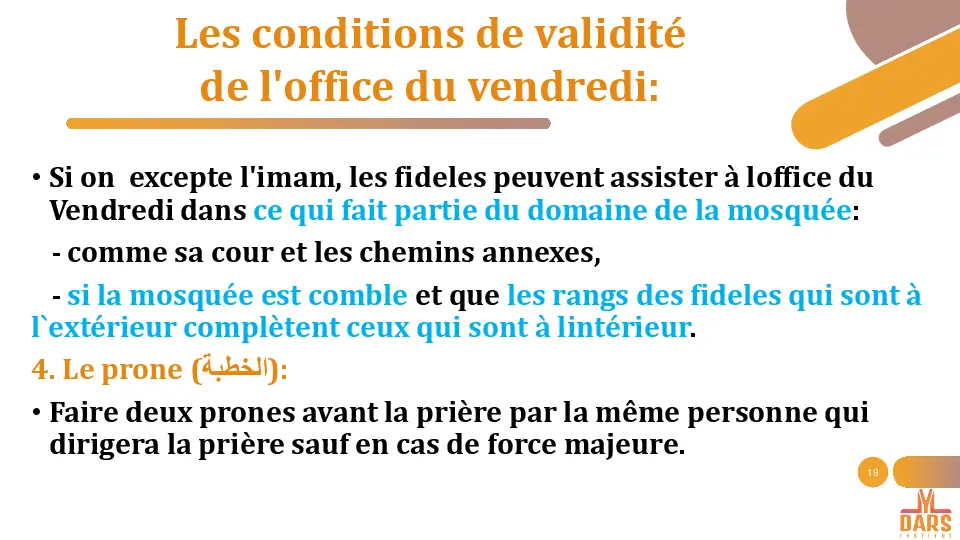 Les conditions de validité
de l'office du vendredi:
• Si on excepte l'imam, les fideles peuvent assister à loffice du
Vendredi dans ce qui fait partie du domaine de la mosquée:
- comme sa cour et les chemins annexes,
- si la mosquée est comble et que les rangs des fideles qui sont à
l`extérieur complètent ceux qui sont à lintérieur.
4. Le prone (الخطبة):
• Faire deux prones avant la prière par la même personne qui
dirigera la prière sauf en cas de force majeure.
19
DARS
INSTITUT